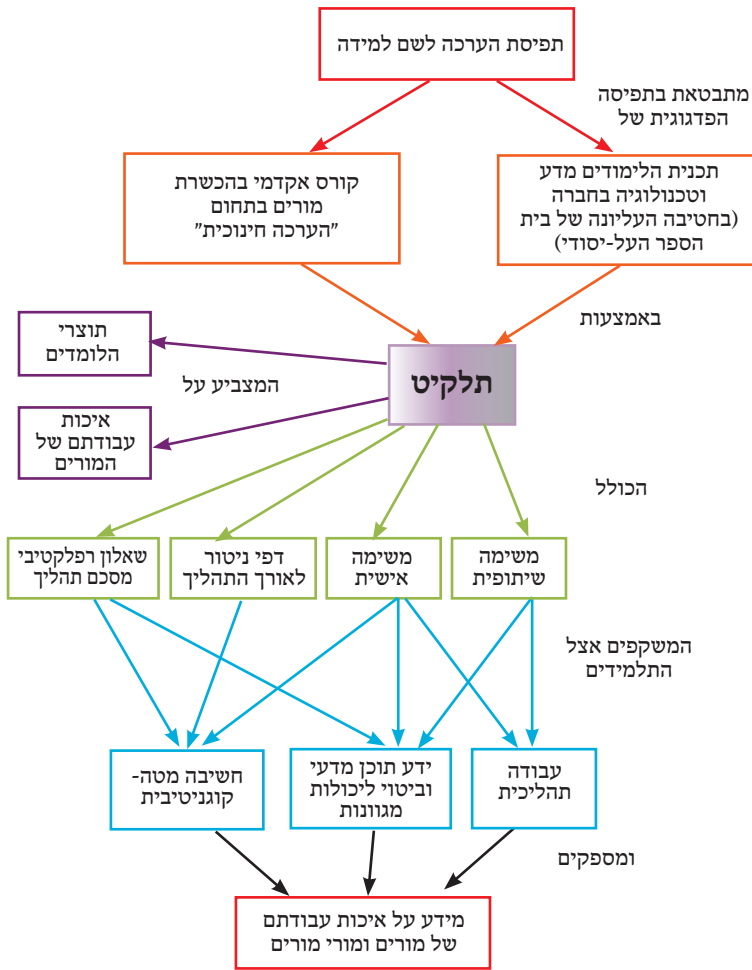 תפיסת הערכה לשם למידה
מתבטאת בתפיסה
הפדגוגית של
תכנית הלימודים מדע
וטכנולוגיה בחברה
(בחטיבה העליונה של בית
הספר העל-יסודי)
קורס אקדמי בהכשרת
מורים בתחום
"הערכה חינוכית"
באמצעות
תלקיט
המצביע על
תוצרי
הלומדים
איכות
עבודתם של
המורים
הכולל
משימה
שיתופית
משימה
אישית
דפי ניטור
לאורך התהליך
שאלון רפלקטיבי
מסכם תהליך
המשקפים אצל
התלמידים
עבודה
תהליכית
ידע תוכן מדעי
וביטוי ליכולות
מגוונות
חשיבה מטה-
קוגניטיבית
ומספקים
מידע על איכות עבודתם
של מורים ומורי מורים